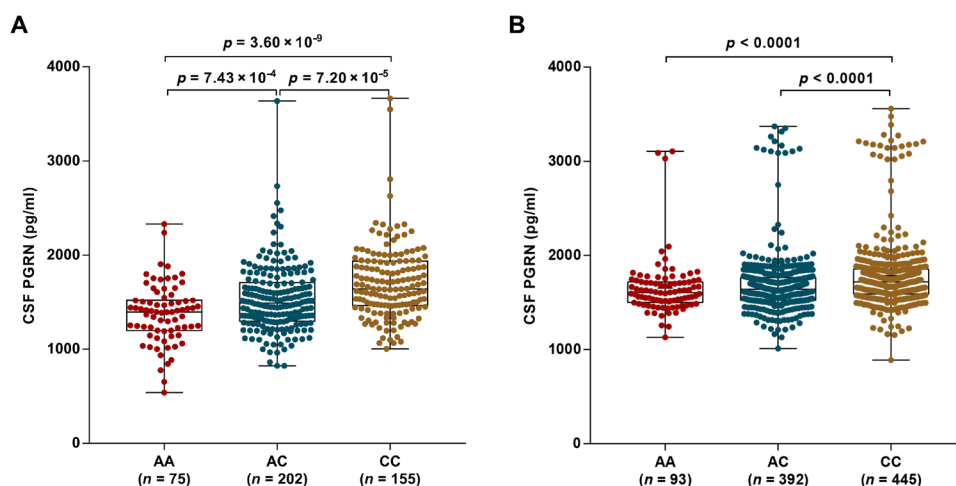 A
p = 3.60 × 10⁻⁹
p = 7.43 × 10⁻⁴ p = 7.20 × 10⁻⁵
CSF PGRN (pg/ml)
4000
3000
2000
1000
0
AA AC CC
(n = 75) (n = 202) (n = 155)
B
p < 0.0001
p < 0.0001
CSF PGRN (pg/ml)
4000
3000
2000
1000
0
AA AC CC
(n = 93) (n = 392) (n = 445)